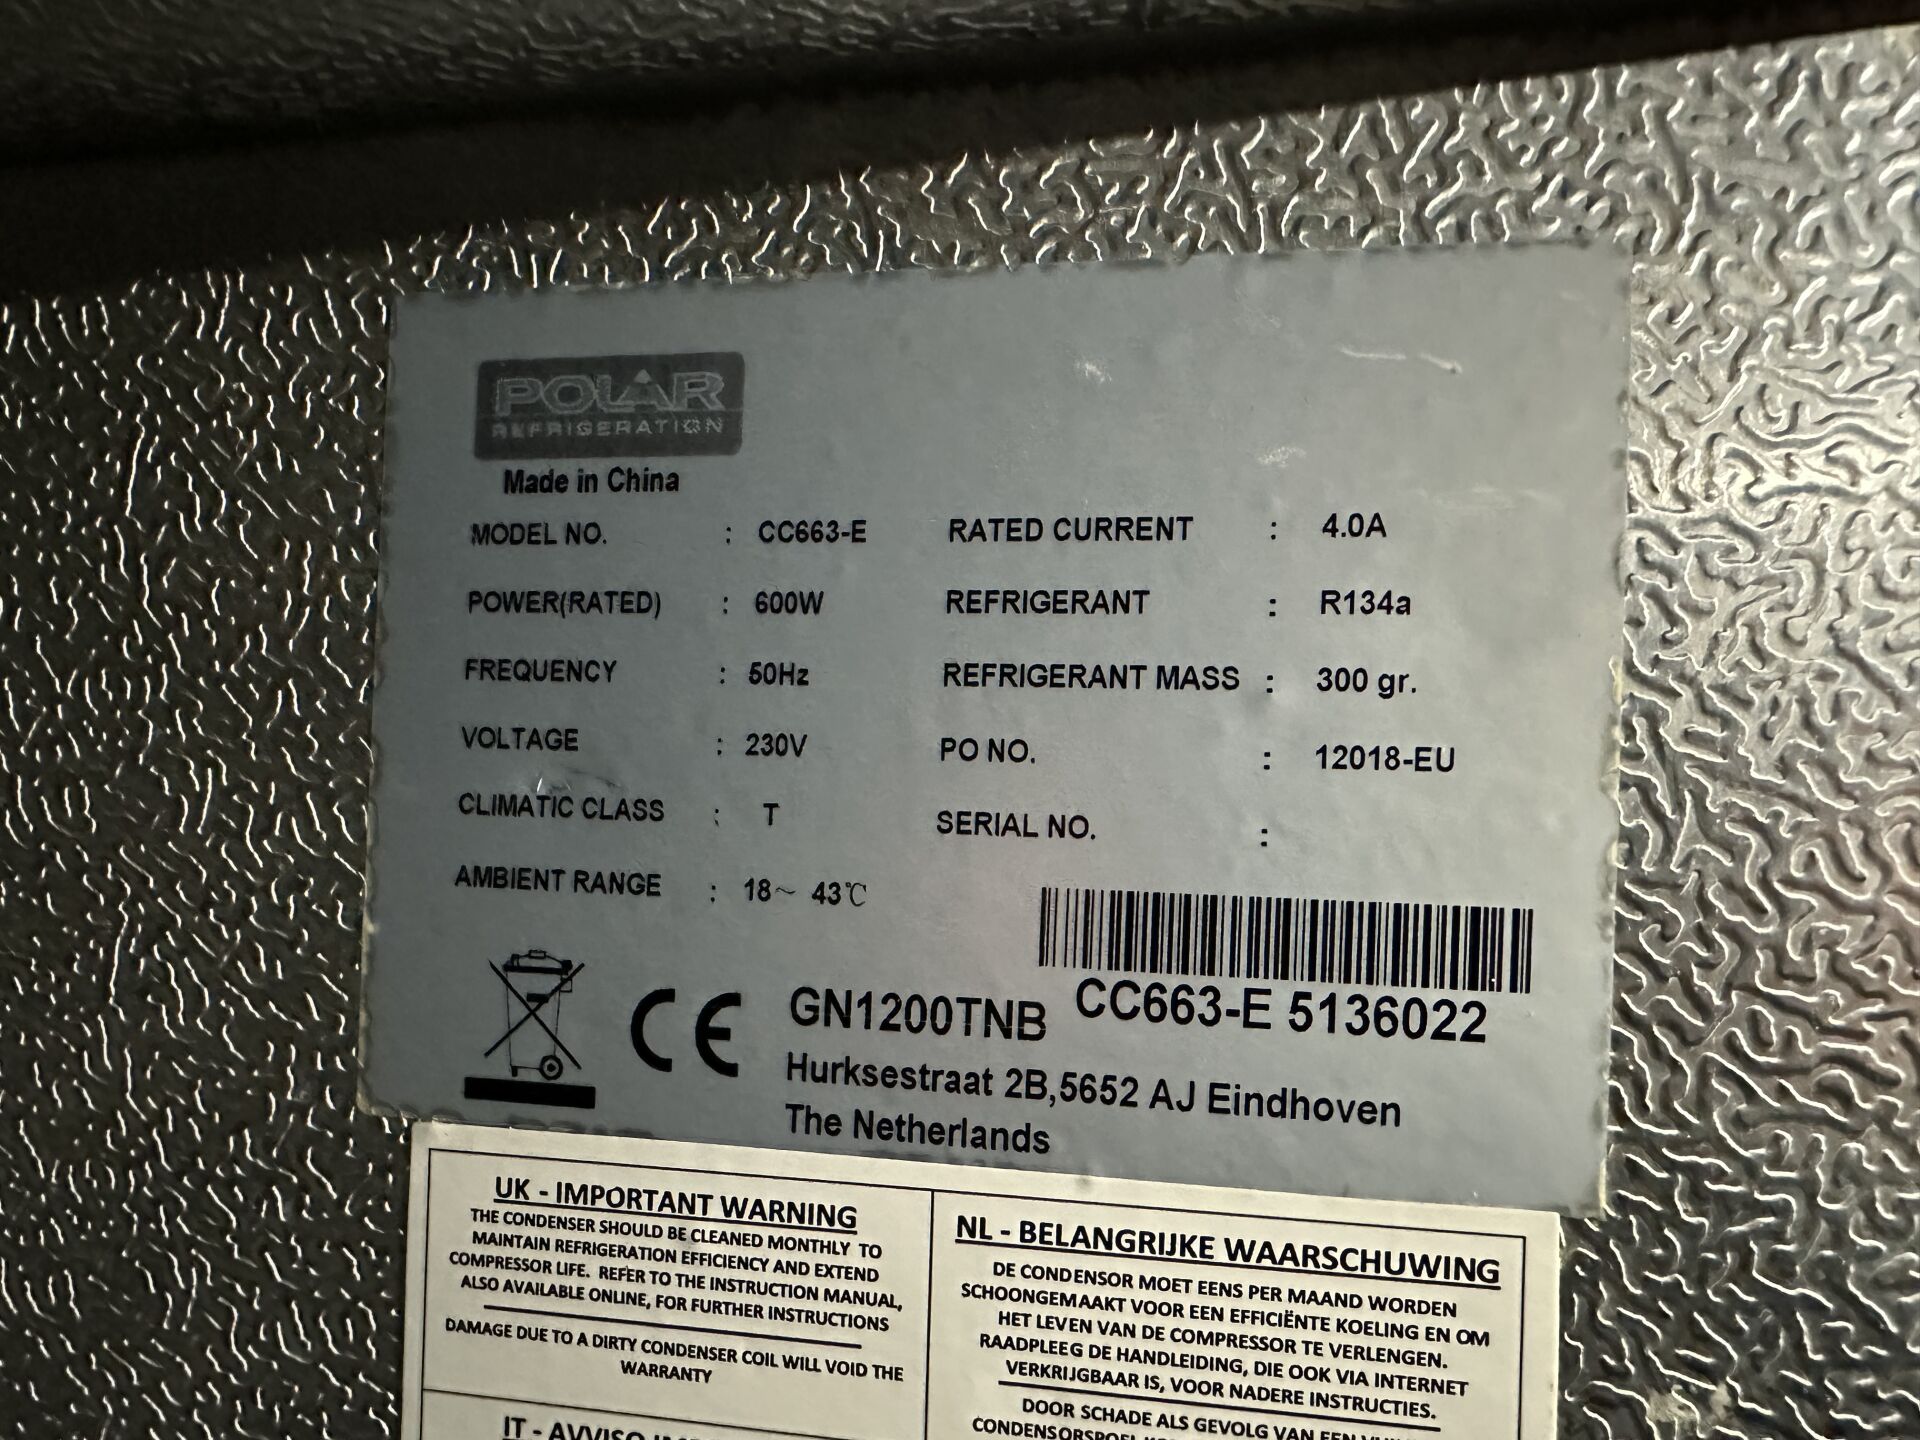 POLAR
REFRIGERATION
Made in China
MODEL NO. : CC663-E RATED CURRENT : 4.0A
POWER(RATED) : 600W REFRIGERANT : R134a
FREQUENCY : 50Hz REFRIGERANT MASS : 300 gr.
VOLTAGE : 230V PO NO. : 12018-EU
CLIMATIC CLASS : T SERIAL NO. :
AMBIENT RANGE : 18~ 43℃
CE GN1200TNB CC663-E 5136022
Hurksestraat 2B,5652 AJ Eindhoven
The Netherlands
UK - IMPORTANT WARNING
THE CONDENSER SHOULD BE CLEANED MONTHLY TO
MAINTAIN REFRIGERATION EFFICIENCY AND EXTEND
COMPRESSOR LIFE. REFER TO THE INSTRUCTION MANUAL,
ALSO AVAILABLE ONLINE, FOR FURTHER INSTRUCTIONS
DAMAGE DUE TO A DIRTY CONDENSER COIL WILL VOID THE
WARRANTY
NL - BELANGRIJKE WAARSCHUWING
DE CONDENSOR MOET EENS PER MAAND WORDEN
SCHOONGEMAAKT VOOR EEN EFFICIËNTE KOELING EN OM
HET LEVEN VAN DE COMPRESSOR TE VERLENGEN.
RAADPLEEG DE HANDLEIDING, DIE OOK VIA INTERNET
VERKRIJGBAAR IS, VOOR NADERE INSTRUCTIES.
DOOR SCHADE ALS GEVOLG VAN EEN
IT - AVVISO